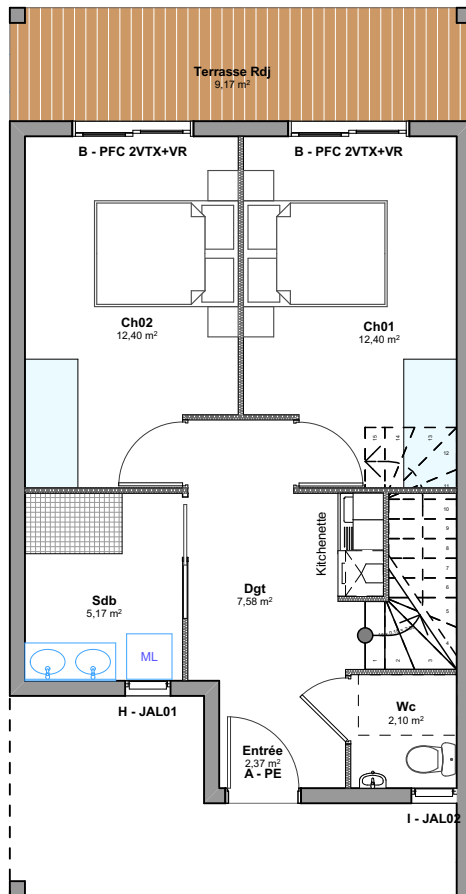 Terrasse Rdj
9,17 m²
B - PFC 2VTX+VR
B - PFC 2VTX+VR
Ch02
12,40 m²
Ch01
12,40 m²
Kitchenette
Sdb
5,17 m²
Dgt
7,58 m²
ML
H - JAL01
Wc
2,10 m²
Entrée
2,37 m²
A - PE
I - JAL02